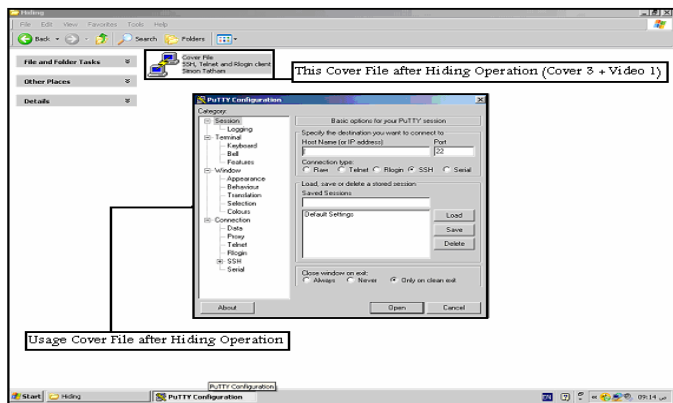 Hiding
File Edit View Favorites Tools Help
Back Search Folders
File and Folder Tasks
Other Places
Details
Cover File
SSH, Telnet and Rlogin client
Simon Tatham
This Cover File after Hiding Operation (Cover 3 + Video 1)
PuTTY Configuration
Category:
Session
Logging
Terminal
Keyboard
Bell
Features
Window
Appearance
Behaviour
Translation
Selection
Colours
Connection
Data
Proxy
Telnet
Rlogin
SSH
Serial
Basic options for your PuTTY session
Specify the destination you want to connect to
Host Name (or IP address) Port
22
Connection type:
Raw Telnet Rlogin SSH Serial
Load, save or delete a stored session
Saved Sessions
Default Settings
Load
Save
Delete
Close window on exit:
Always Never Only on clean exit
About Open Cancel
Usage Cover File after Hiding Operation
PuTTY Configuration
Start Hiding PuTTY Configuration EN 09:14 ص